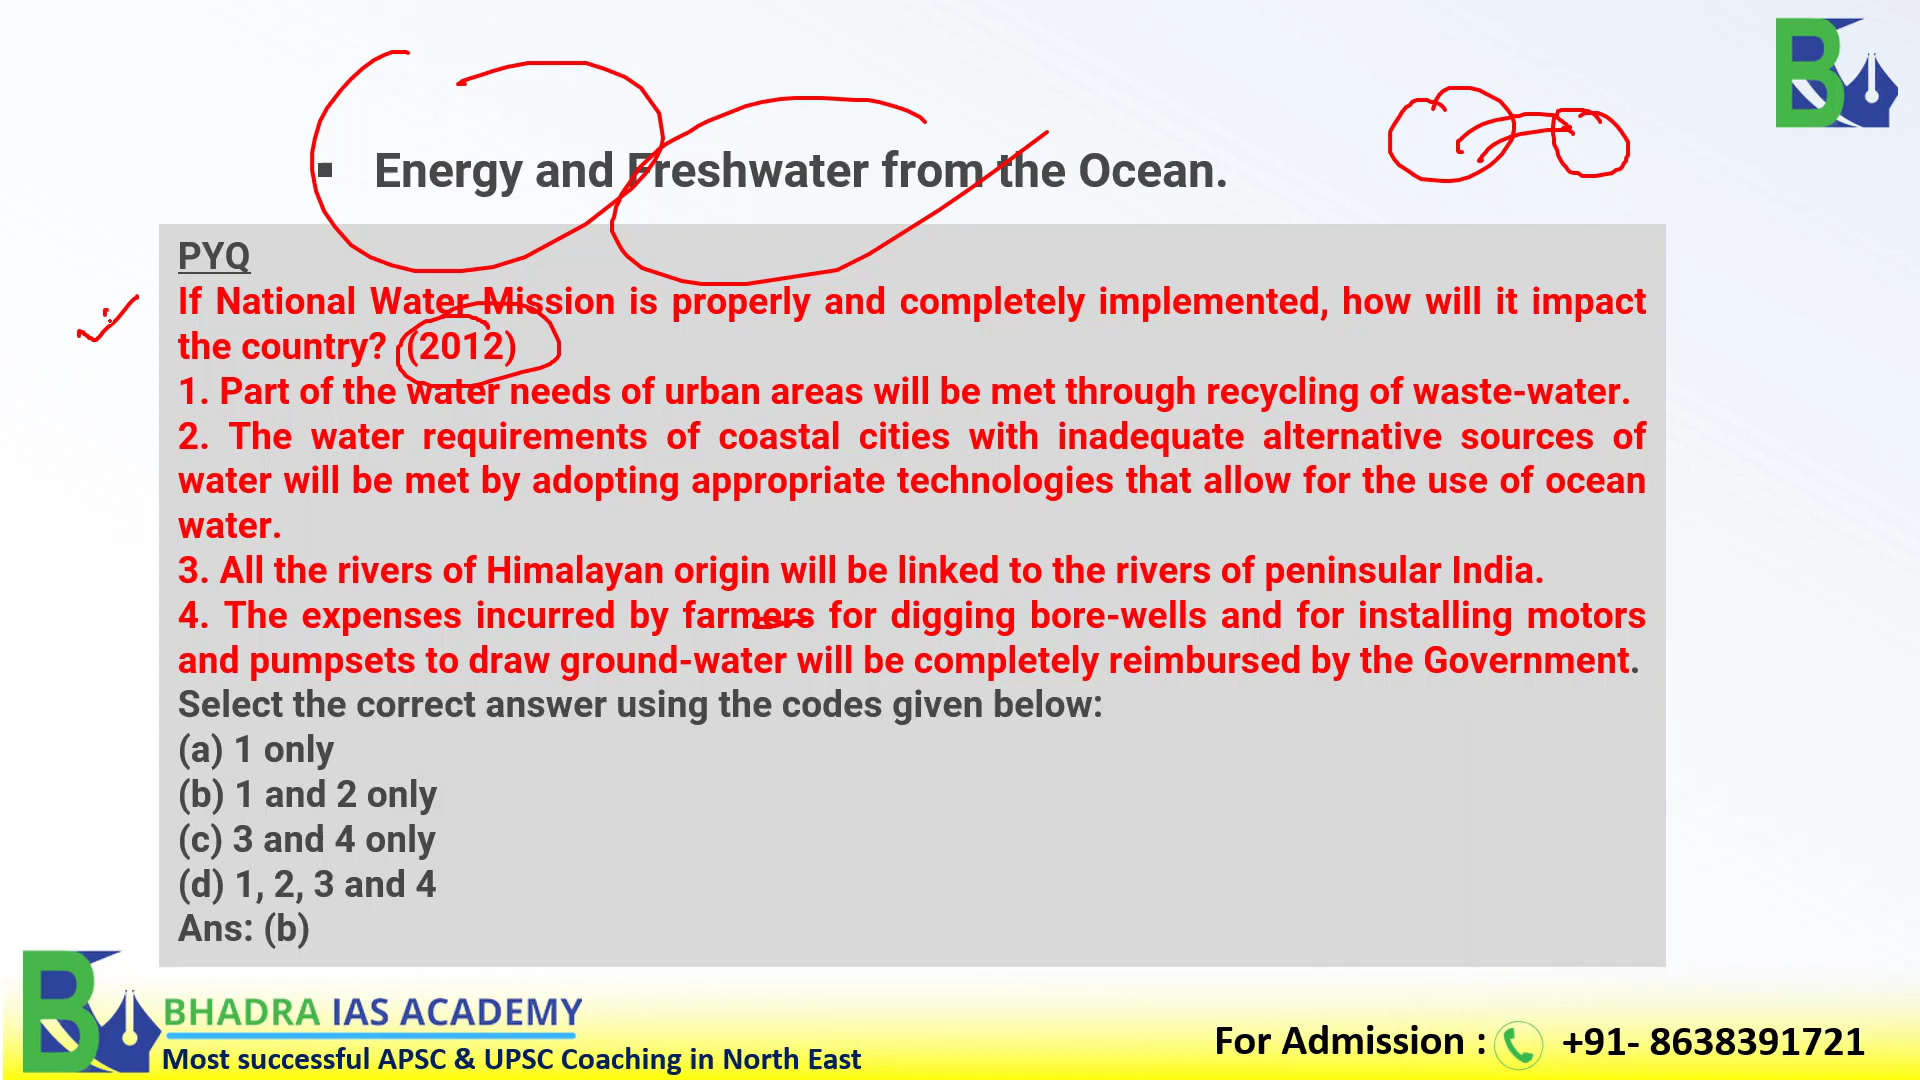 ▪ Energy and Freshwater from the Ocean.
PYQ
If National Water Mission is properly and completely implemented, how will it impact
the country? (2012)
1. Part of the water needs of urban areas will be met through recycling of waste-water.
2. The water requirements of coastal cities with inadequate alternative sources of
water will be met by adopting appropriate technologies that allow for the use of ocean
water.
3. All the rivers of Himalayan origin will be linked to the rivers of peninsular India.
4. The expenses incurred by farmers for digging bore-wells and for installing motors
and pumpsets to draw ground-water will be completely reimbursed by the Government.
Select the correct answer using the codes given below:
(a) 1 only
(b) 1 and 2 only
(c) 3 and 4 only
(d) 1, 2, 3 and 4
Ans: (b)
BHADRA IAS ACADEMY
Most successful APSC & UPSC Coaching in North East
For Admission : +91- 8638391721